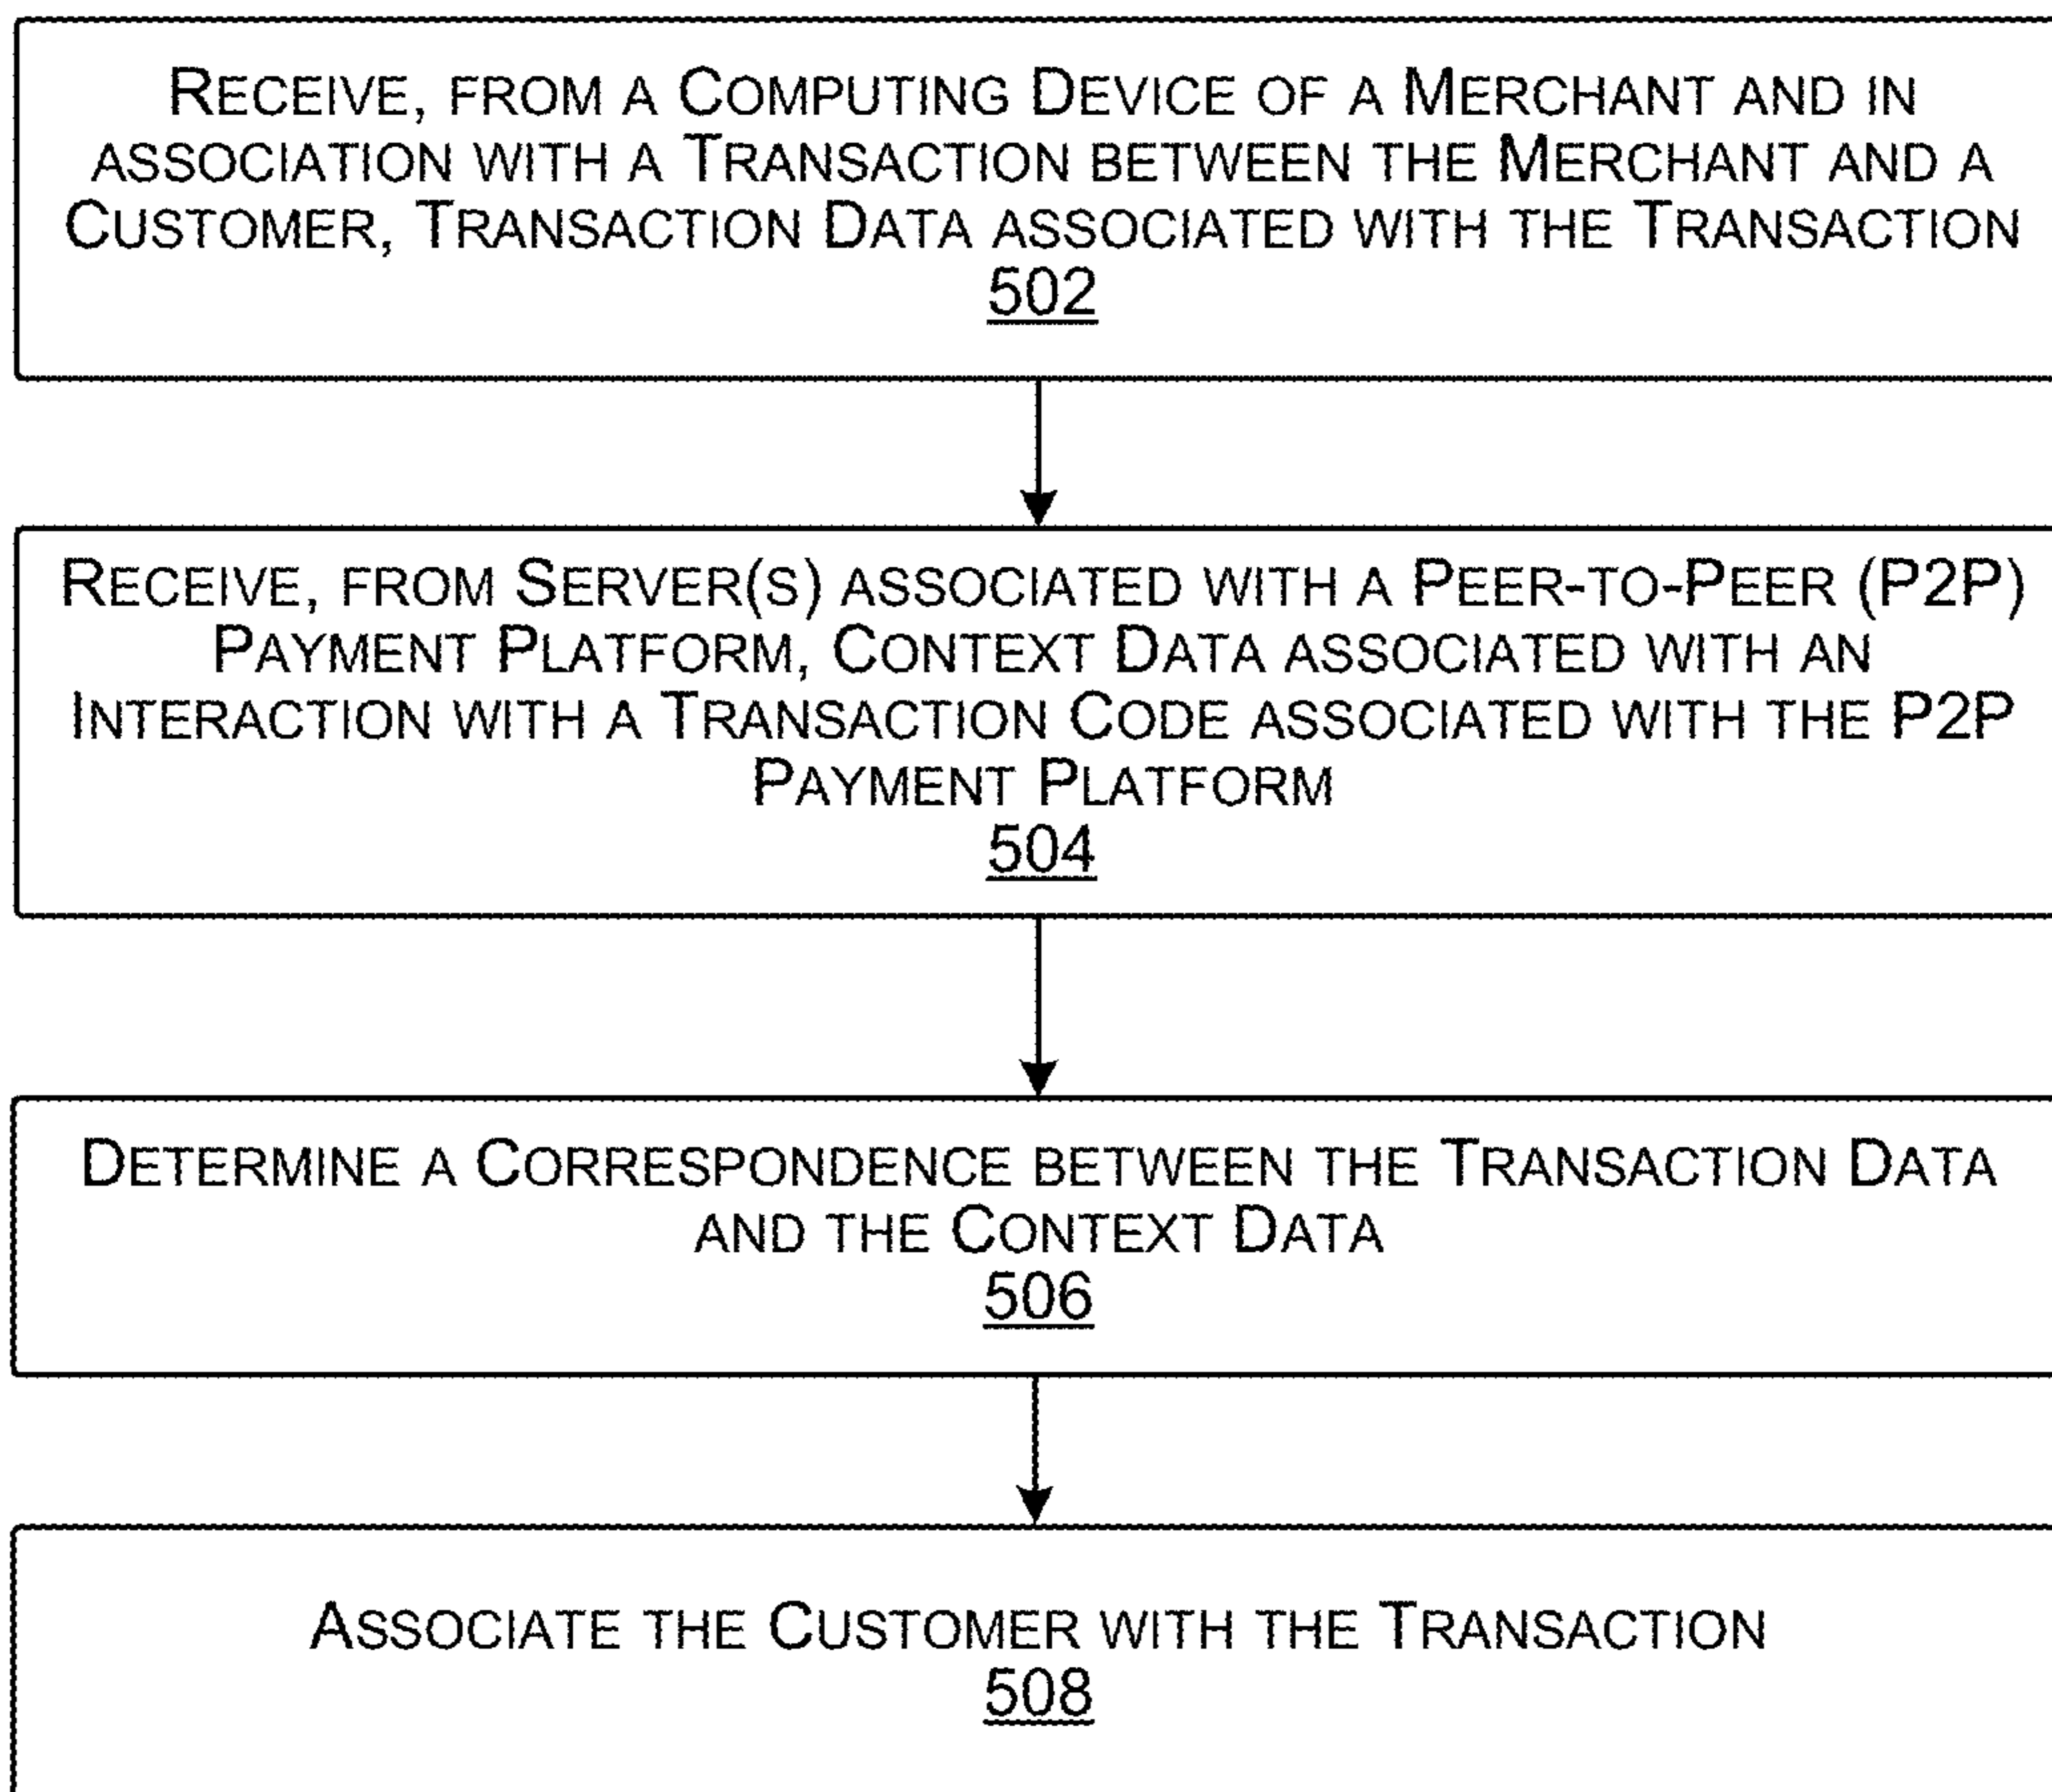 RECEIVE, FROM A COMPUTING DEVICE OF A MERCHANT AND IN
ASSOCIATION WITH A TRANSACTION BETWEEN THE MERCHANT AND A
CUSTOMER, TRANSACTION DATA ASSOCIATED WITH THE TRANSACTION
502
RECEIVE, FROM SERVER(S) ASSOCIATED WITH A PEER-TO-PEER (P2P)
PAYMENT PLATFORM, CONTEXT DATA ASSOCIATED WITH AN
INTERACTION WITH A TRANSACTION CODE ASSOCIATED WITH THE P2P
PAYMENT PLATFORM
504
DETERMINE A CORRESPONDENCE BETWEEN THE TRANSACTION DATA
AND THE CONTEXT DATA
506
ASSOCIATE THE CUSTOMER WITH THE TRANSACTION
508